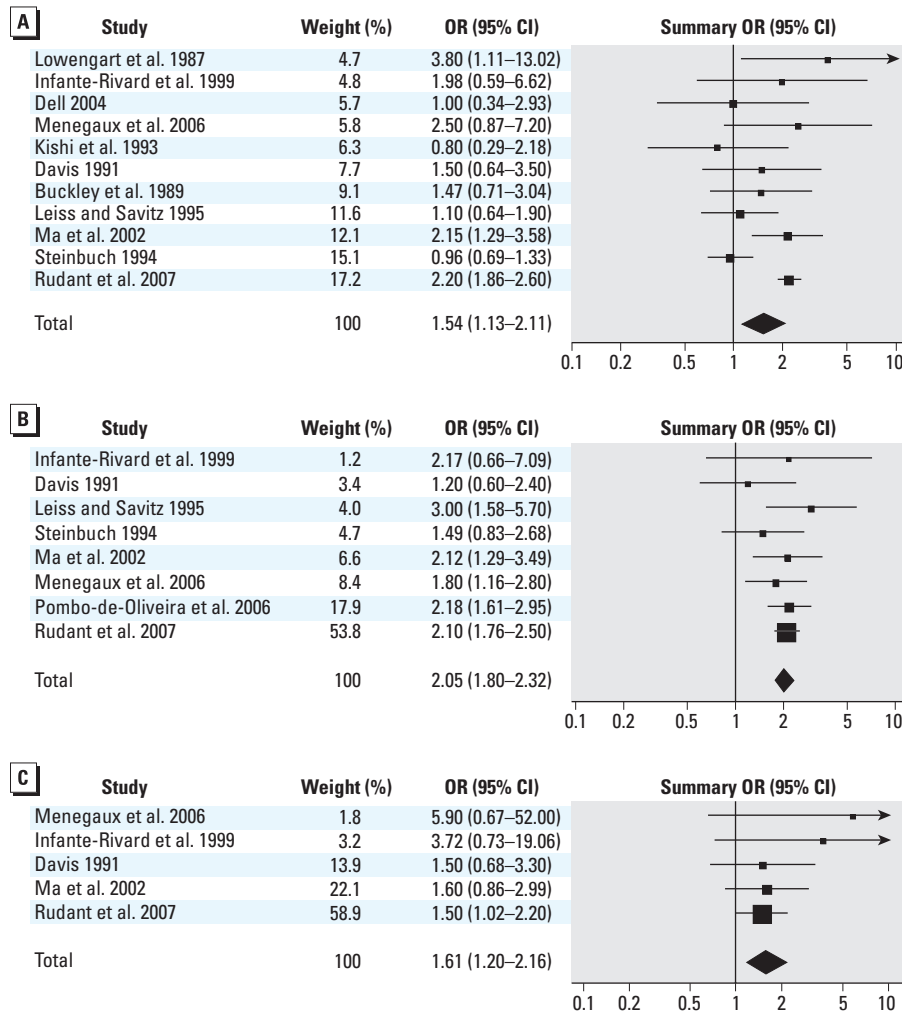 A
Study Weight (%) OR (95% CI) Summary OR (95% CI)
Lowengart et al. 1987 4.7 3.80 (1.11–13.02)
Infante-Rivard et al. 1999 4.8 1.98 (0.59–6.62)
Dell 2004 5.7 1.00 (0.34–2.93)
Menegaux et al. 2006 5.8 2.50 (0.87–7.20)
Kishi et al. 1993 6.3 0.80 (0.29–2.18)
Davis 1991 7.7 1.50 (0.64–3.50)
Buckley et al. 1989 9.1 1.47 (0.71–3.04)
Leiss and Savitz 1995 11.6 1.10 (0.64–1.90)
Ma et al. 2002 12.1 2.15 (1.29–3.58)
Steinbuch 1994 15.1 0.96 (0.69–1.33)
Rudant et al. 2007 17.2 2.20 (1.86–2.60)
Total 100 1.54 (1.13–2.11)
0.1 0.2 0.5 1 2 5 10
B
Study Weight (%) OR (95% CI) Summary OR (95% CI)
Infante-Rivard et al. 1999 1.2 2.17 (0.66–7.09)
Davis 1991 3.4 1.20 (0.60–2.40)
Leiss and Savitz 1995 4.0 3.00 (1.58–5.70)
Steinbuch 1994 4.7 1.49 (0.83–2.68)
Ma et al. 2002 6.6 2.12 (1.29–3.49)
Menegaux et al. 2006 8.4 1.80 (1.16–2.80)
Pombo-de-Oliveira et al. 2006 17.9 2.18 (1.61–2.95)
Rudant et al. 2007 53.8 2.10 (1.76–2.50)
Total 100 2.05 (1.80–2.32)
0.1 0.2 0.5 1 2 5 10
C
Study Weight (%) OR (95% CI) Summary OR (95% CI)
Menegaux et al. 2006 1.8 5.90 (0.67–52.00)
Infante-Rivard et al. 1999 3.2 3.72 (0.73–19.06)
Davis 1991 13.9 1.50 (0.68–3.30)
Ma et al. 2002 22.1 1.60 (0.86–2.99)
Rudant et al. 2007 58.9 1.50 (1.02–2.20)
Total 100 1.61 (1.20–2.16)
0.1 0.2 0.5 1 2 5 10